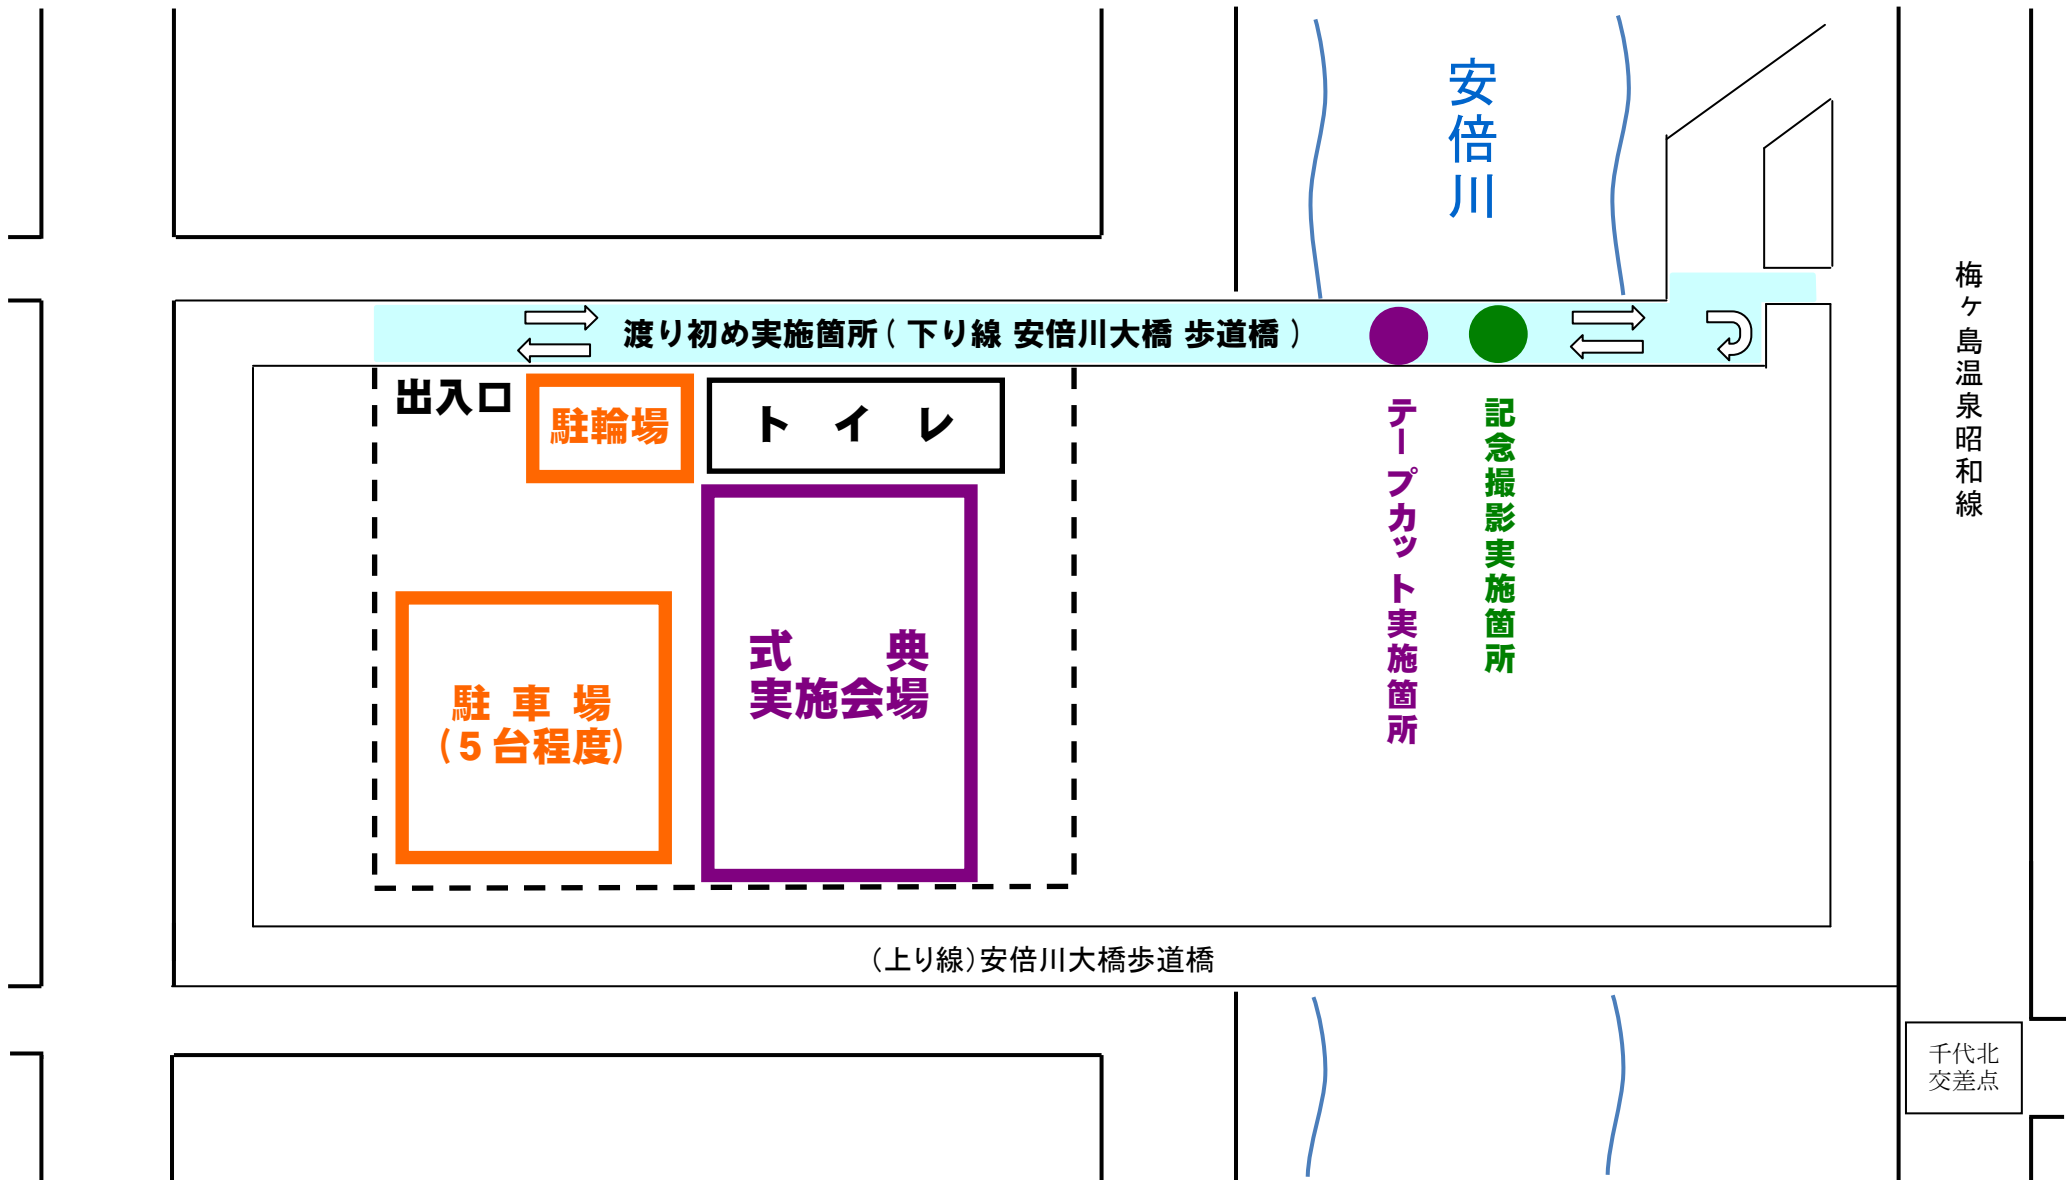 安倍川
梅ヶ島温泉昭和線
渡り初め実施箇所(下り線 安倍川大橋 歩道橋)
出入口
駐輪場
トイレ
テープカット実施箇所
記念撮影実施箇所
式典
実施会場
駐車場
(5台程度)
(上り線)安倍川大橋歩道橋
千代北
交差点